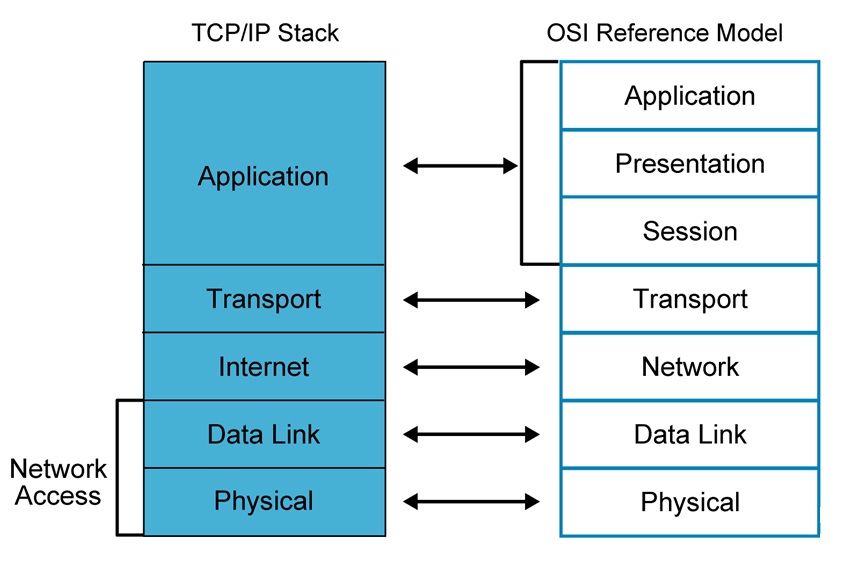 TCP/IP Stack
OSI Reference Model
Application
Transport
Internet
Data Link
Physical
Network
Access
Application
Presentation
Session
Transport
Network
Data Link
Physical